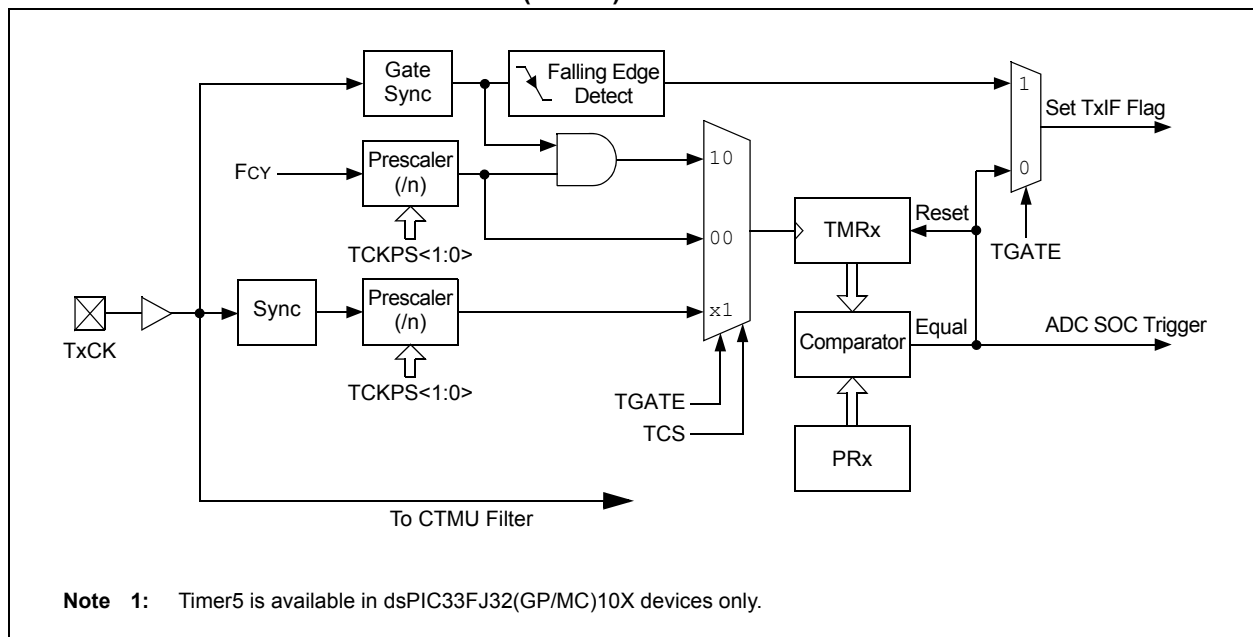 Gate
Sync
Falling Edge
Detect
1
Set TxIF Flag
0
FCY
Prescaler
(/n)
10
TCKPS<1:0>
00
TMRx
Reset
TGATE
TxCK
Sync
Prescaler
(/n)
x1
TCKPS<1:0>
Comparator
Equal
ADC SOC Trigger
TGATE
TCS
PRx
To CTMU Filter
Note 1: Timer5 is available in dsPIC33FJ32(GP/MC)10X devices only.